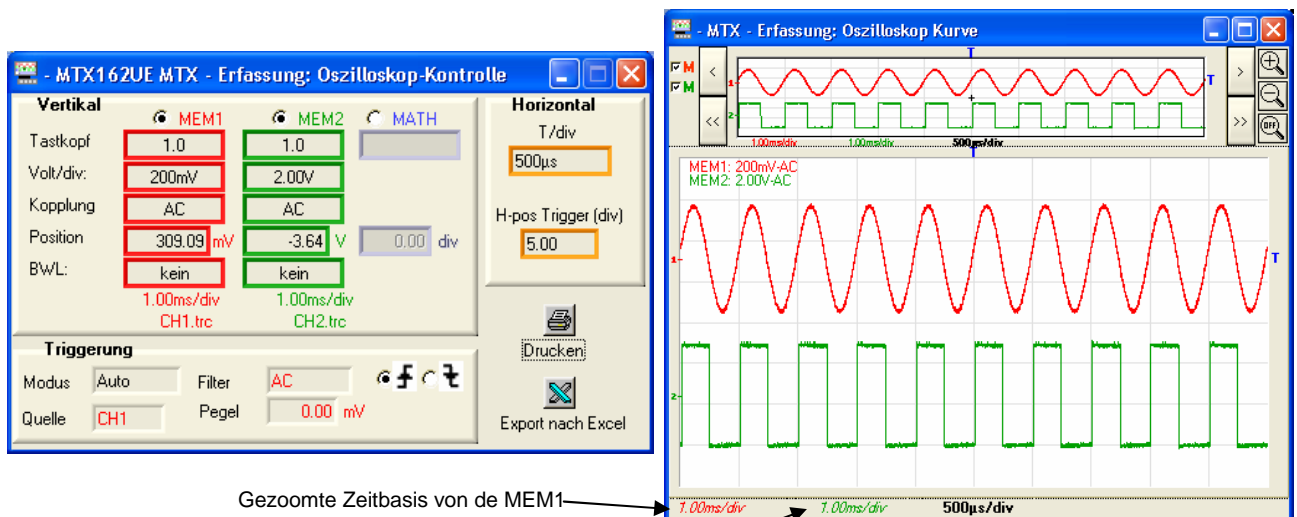 - MTX162UE MTX - Erfassung: Oszilloskop-Kontrolle
Vertikal
MEM1 MEM2 MATH
Tastkopf 1.0 1.0
Volt/div: 200mV 2.00V
Kopplung AC AC
Position 309.09 mV -3.64 V 0.00 div
BWL: kein kein
1.00ms/div 1.00ms/div
CH1.trc CH2.trc
Horizontal
T/div
500µs
H-pos Trigger (div)
5.00
Drucken
Export nach Excel
Triggerung
Modus Auto Filter AC
Quelle CH1 Pegel 0.00 mV
- MTX - Erfassung: Oszilloskop Kurve
T
M < 1- T >
M << 2- >> OFF
1.00ms/div 1.00ms/div 500µs/div
T
MEM1: 200mV-AC
MEM2: 2.00V-AC
1- T
2-
Gezoomte Zeitbasis von de MEM1
1.00ms/div 1.00ms/div 500µs/div